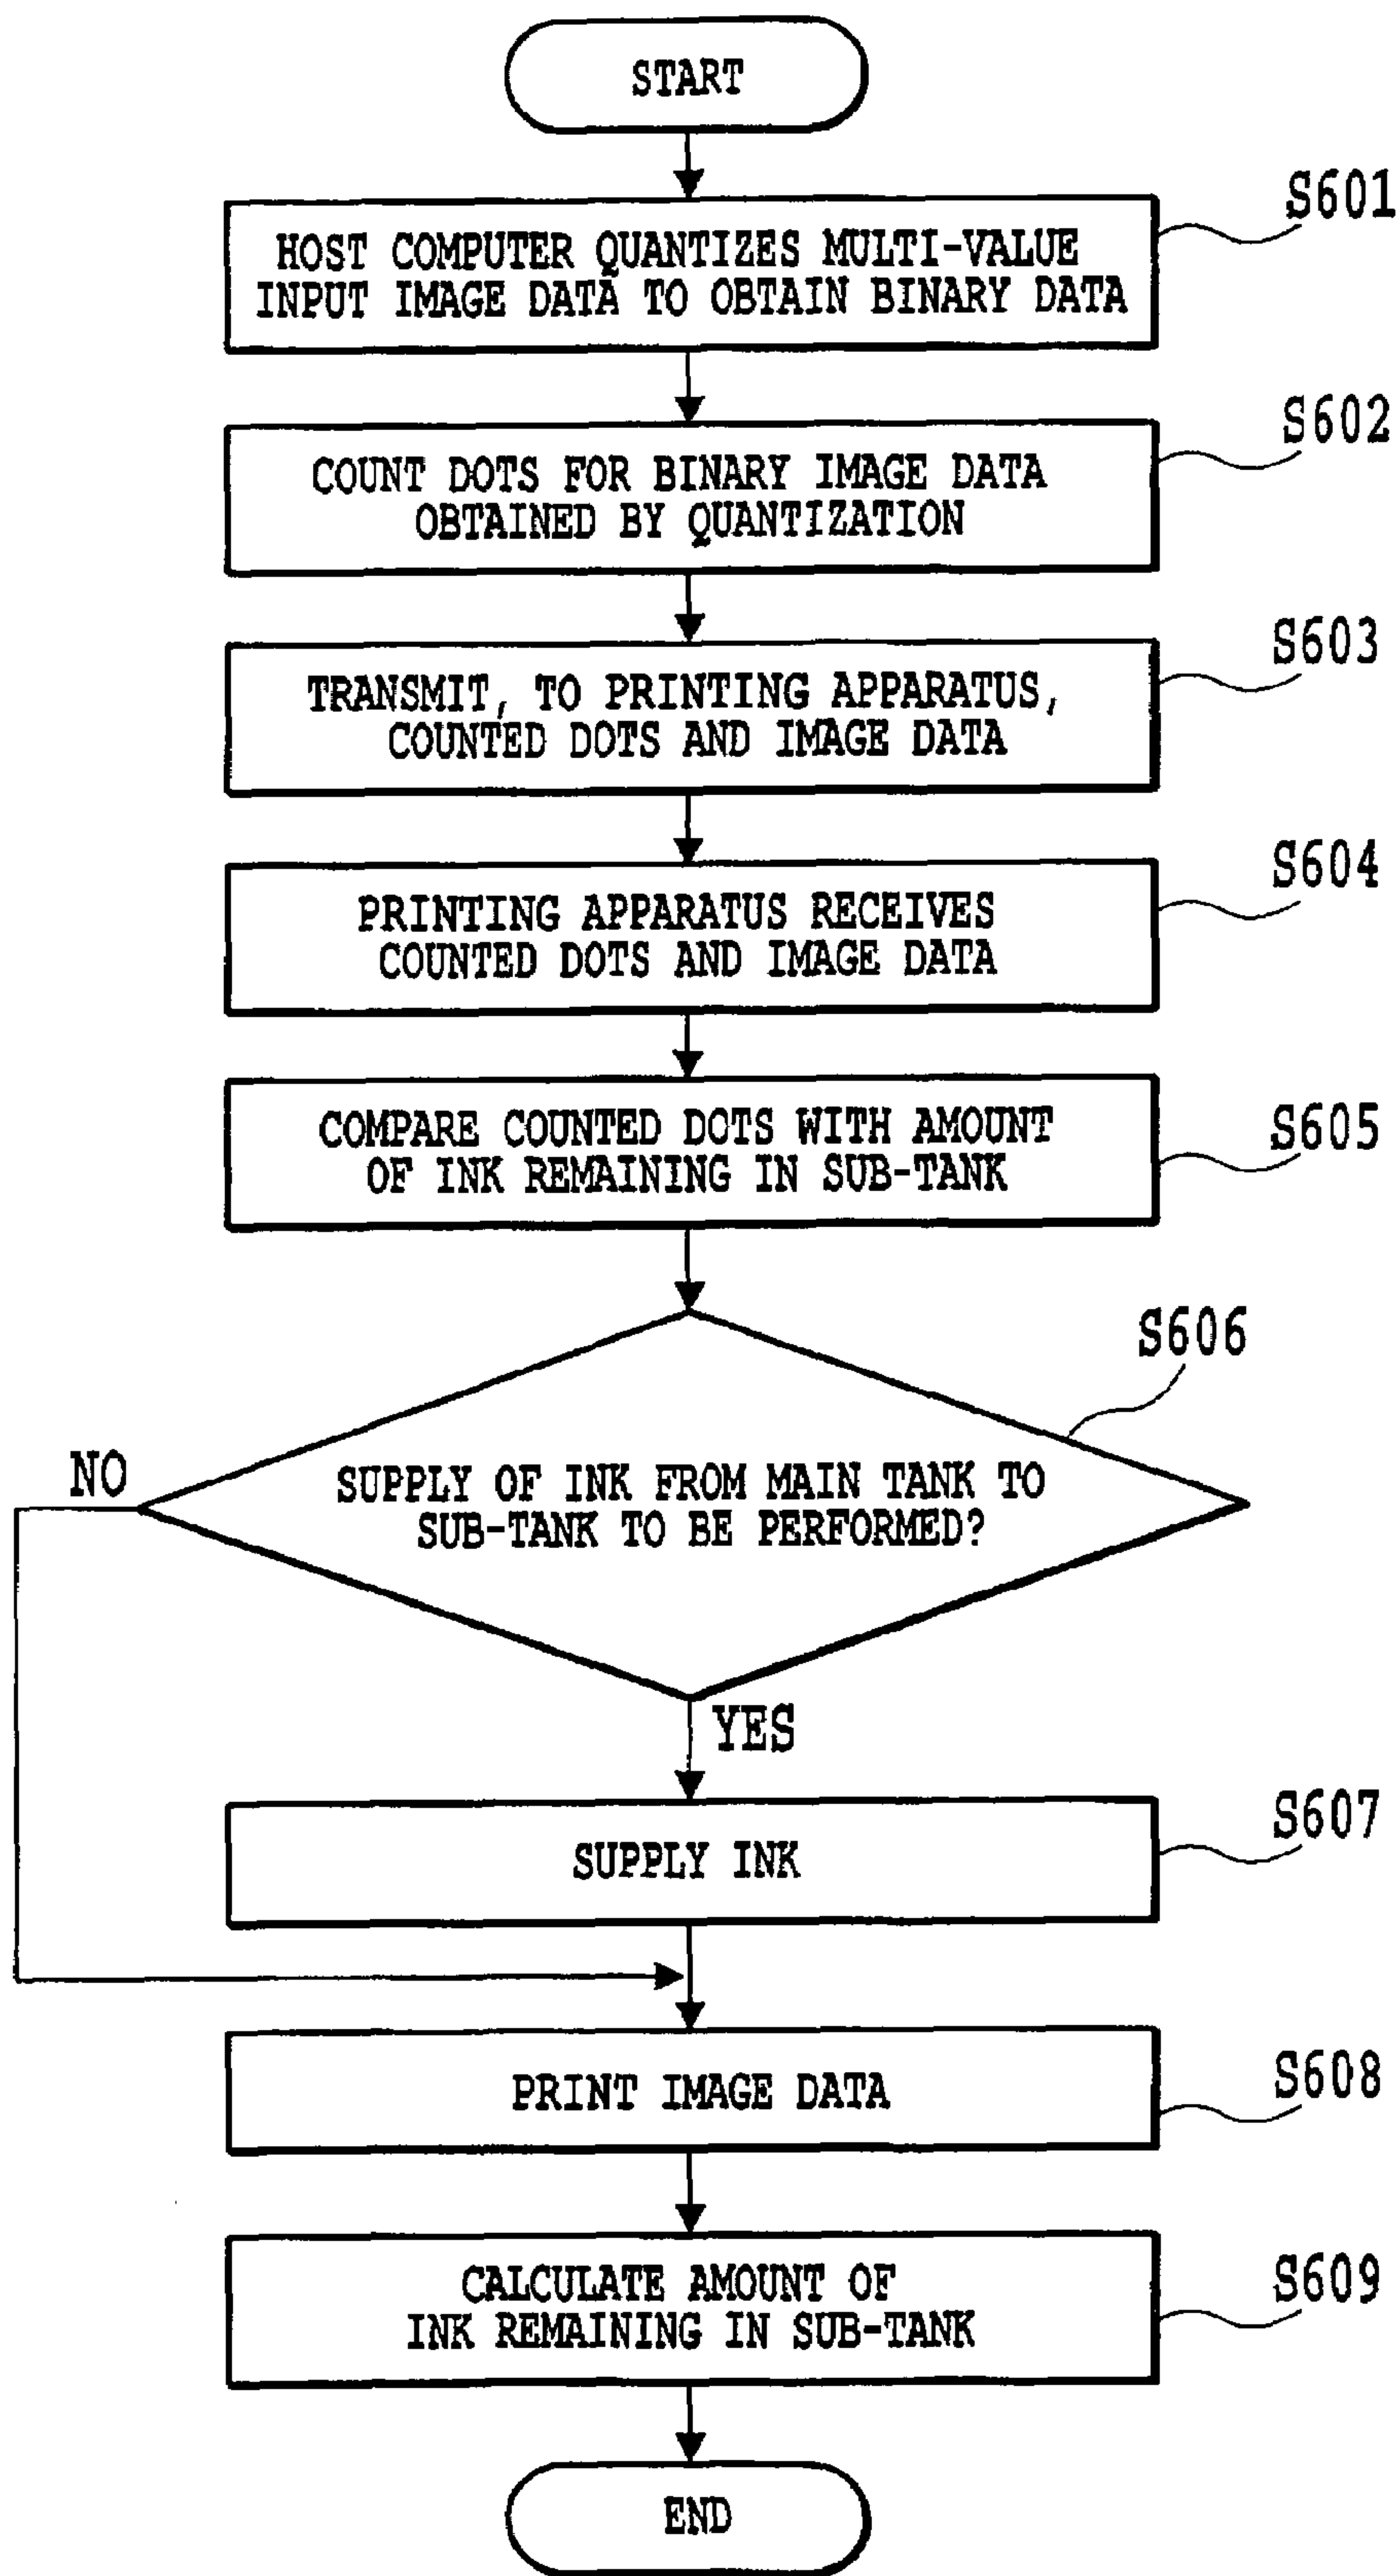 START
S601
HOST COMPUTER QUANTIZES MULTI-VALUE
INPUT IMAGE DATA TO OBTAIN BINARY DATA
S602
COUNT DOTS FOR BINARY IMAGE DATA
OBTAINED BY QUANTIZATION
S603
TRANSMIT, TO PRINTING APPARATUS,
COUNTED DOTS AND IMAGE DATA
S604
PRINTING APPARATUS RECEIVES
COUNTED DOTS AND IMAGE DATA
S605
COMPARE COUNTED DOTS WITH AMOUNT
OF INK REMAINING IN SUB-TANK
S606
NO
SUPPLY OF INK FROM MAIN TANK TO
SUB-TANK TO BE PERFORMED?
YES
S607
SUPPLY INK
S608
PRINT IMAGE DATA
S609
CALCULATE AMOUNT OF
INK REMAINING IN SUB-TANK
END